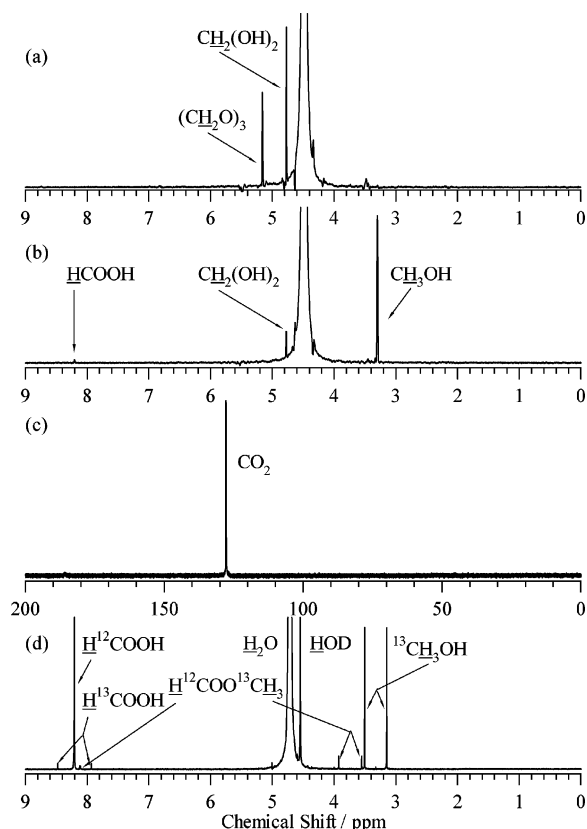 (a)
CH2(OH)2
(CH2O)3
9 8 7 6 5 4 3 2 1 0
(b)
HCOOH
CH2(OH)2
CH3OH
9 8 7 6 5 4 3 2 1 0
(c)
CO2
200 150 100 50 0
(d)
H12COOH
H2O
HOD
13CH3OH
H13COOH
H12COO13CH3
9 8 7 6 5 4 3 2 1 0
Chemical Shift / ppm